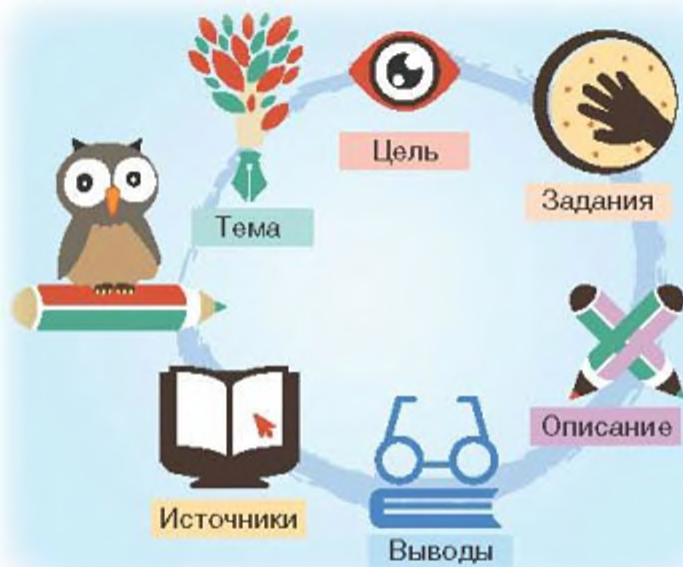 Тема
Цель
Задания
Описание
Выводы
Источники